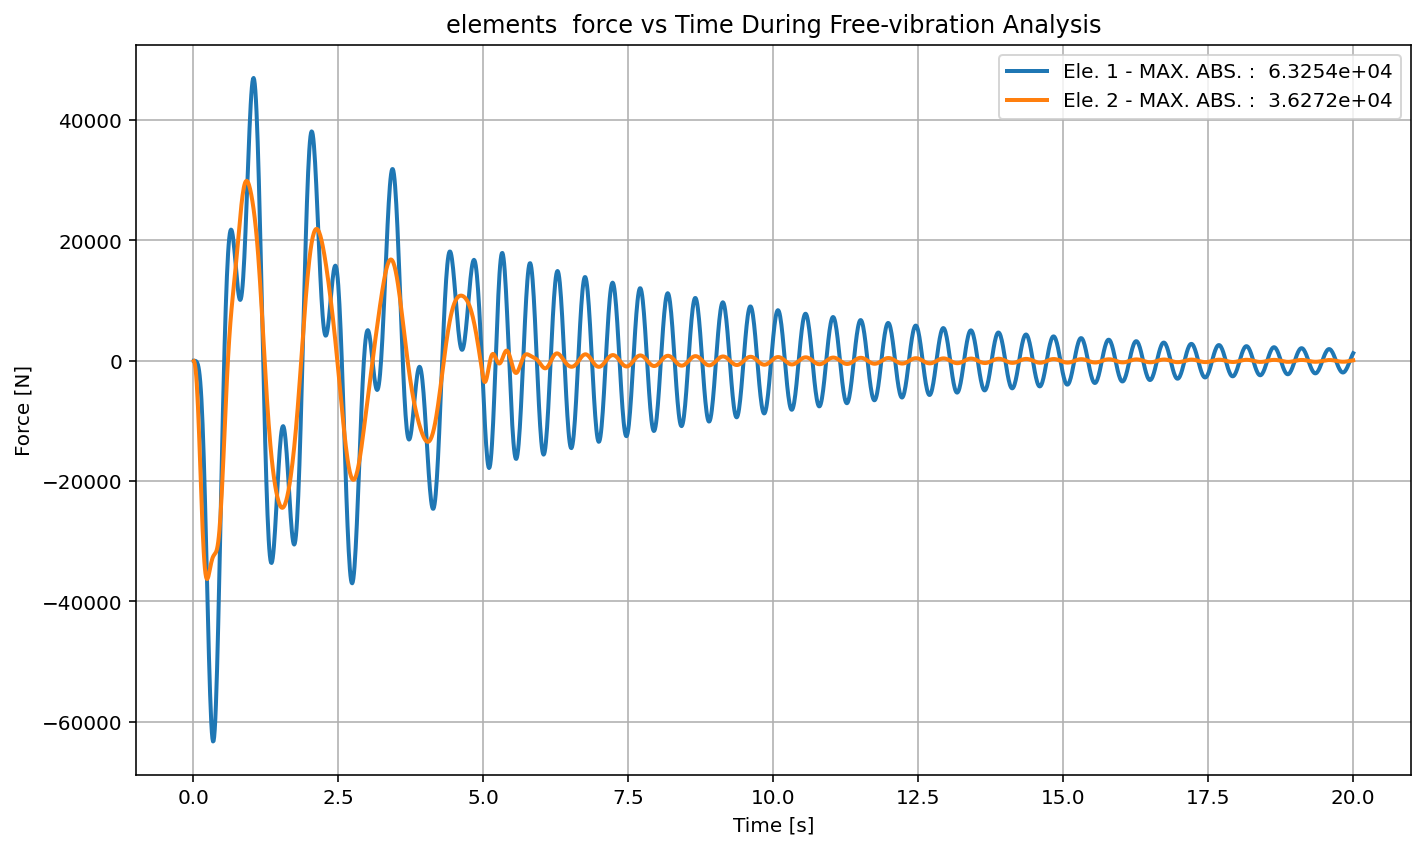 elements  force vs Time During Free-vibration Analysis
Ele. 1 - MAX. ABS. :  6.3254e+04
Ele. 2 - MAX. ABS. :  3.6272e+04
40000
20000
0
−20000
−40000
−60000
Force [N]
0.0 2.5 5.0 7.5 10.0 12.5 15.0 17.5 20.0
Time [s]